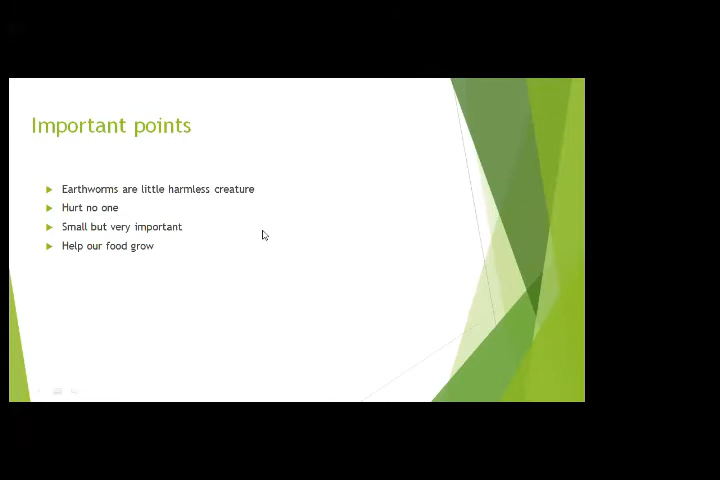 Important points
Earthworms are little harmless creature
Hurt no one
Small but very important
Help our food grow